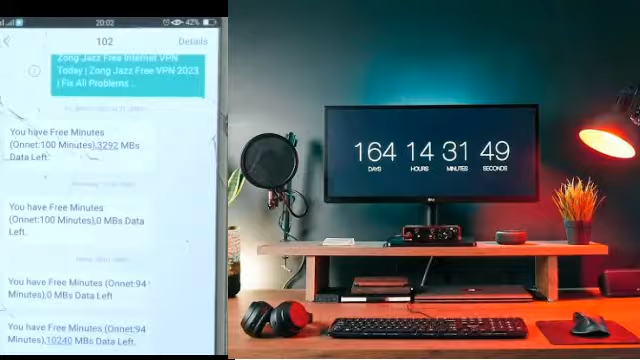 20:02
42%
102
Details
Zong Jazz Free Internet VPN
Today | Zong Jazz Free VPN 2023
| Fix All Problems ..
You have Free Minutes
(Onnet:100 Minutes),3292 MBs
Data Left.
You have Free Minutes
(Onnet:100 Minutes),0 MBs Data
Left.
You have Free Minutes (Onnet:94
Minutes),0 MBs Data Left
You have Free Minutes (Onnet:94
Minutes),10240 MBs Data Left.
164 14 31 49
DAYS HOURS MINUTES SECONDS